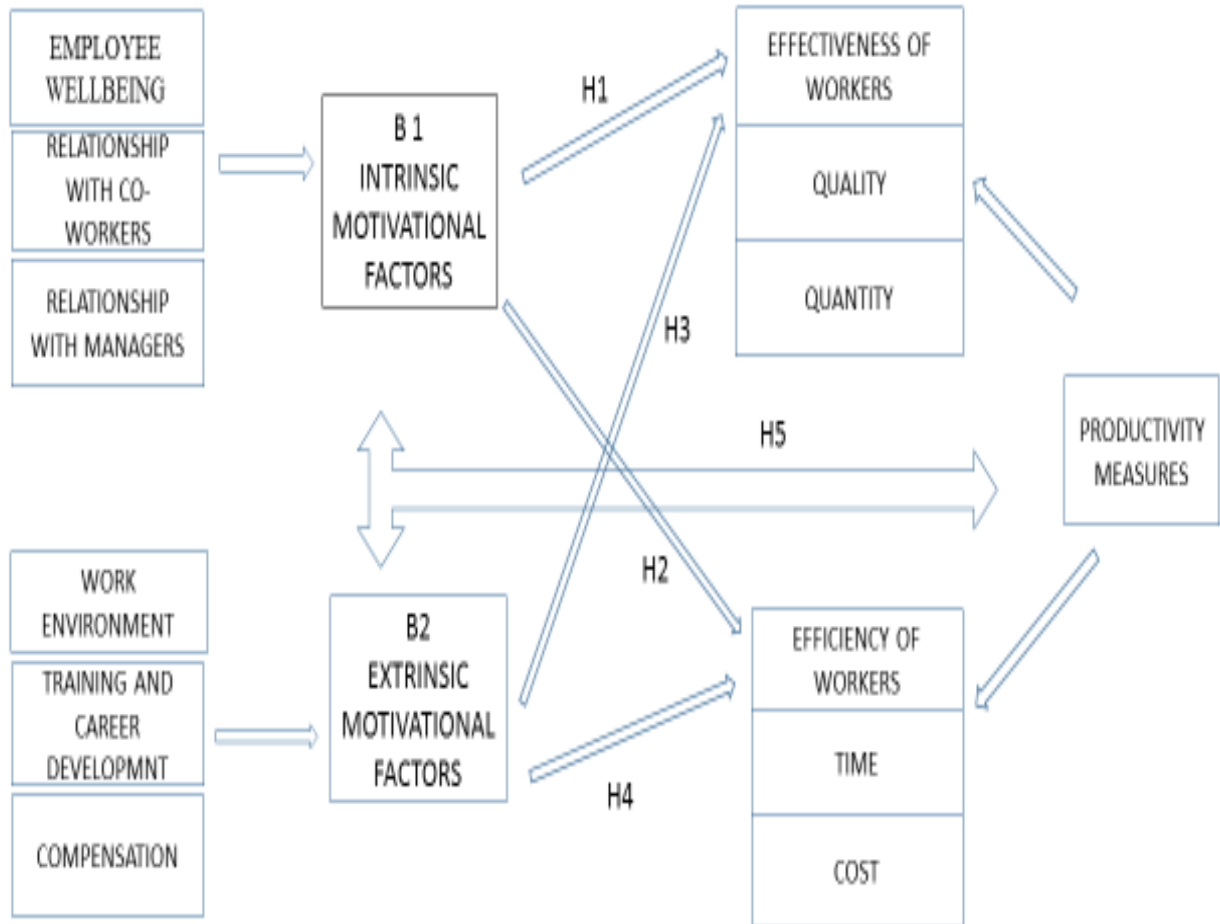 EMPLOYEE
WELLBEING
RELATIONSHIP
WITH CO-
WORKERS
RELATIONSHIP
WITH MANAGERS
B 1
INTRINSIC
MOTIVATIONAL
FACTORS
H1
EFFECTIVENESS OF
WORKERS
QUALITY
QUANTITY
H3
H5
PRODUCTIVITY
MEASURES
H2
WORK
ENVIRONMENT
TRAINING AND
CAREER
DEVELOPMNT
COMPENSATION
B2
EXTRINSIC
MOTIVATIONAL
FACTORS
H4
EFFICIENCY OF
WORKERS
TIME
COST